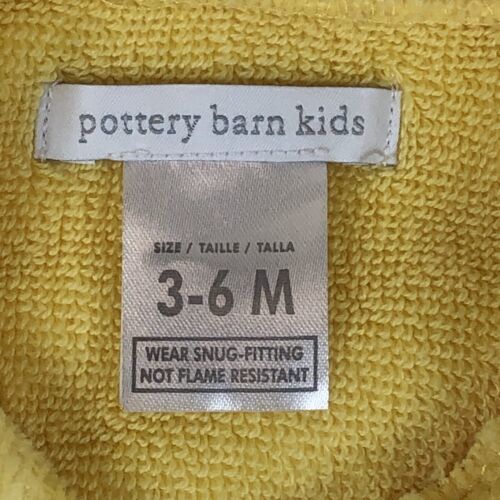 pottery barn kids
SIZE / TAILLE / TALLA
3-6 M
WEAR SNUG-FITTING
NOT FLAME RESISTANT